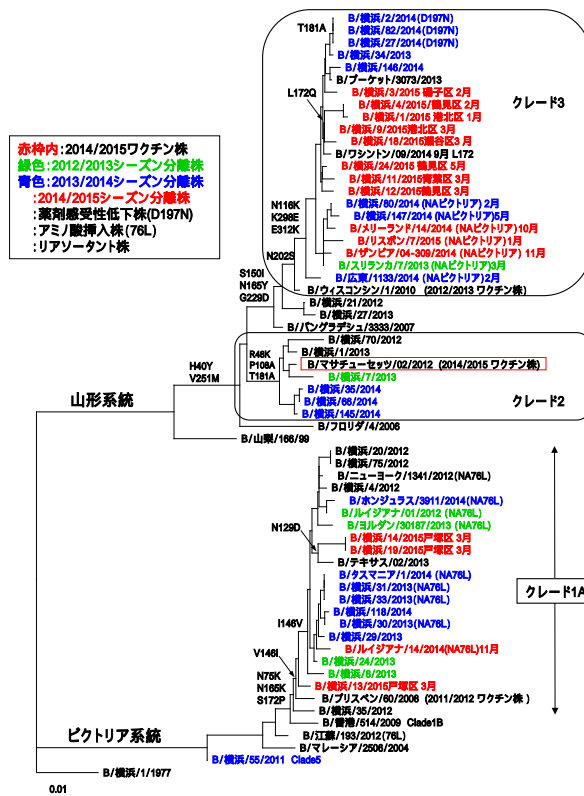 B/横浜/2/2014(D197N)
T181A
B/横浜/82/2014(D197N)
B/横浜/27/2014(D197N)
B/横浜/34/2013
B/横浜/146/2014
B/プーケット/3073/2013
クレード3
B/横浜/3/2015 磯子区 2月
L172Q
B/横浜/4/2015/鶴見区 2月
B/横浜/1/2015 港北区 1月
B/横浜/9/2015港北区 3月
B/横浜/18/2015瀬谷区3月
B/ワシントン/09/2014 9月 L172
B/横浜/24/2015 鶴見区 5月
B/横浜/11/2015青葉区 3月
B/横浜/12/2015鶴見区 3月
赤枠内:2014/2015ワクチン株
緑色:2012/2013シーズン分離株
青色:2013/2014シーズン分離株
:2014/2015シーズン分離株
:薬剤感受性低下株(D197N)
:アミノ酸挿入株(76L)
:リアソータント株
N116K
K298E
E312K
B/横浜/80/2014 (NAビクトリア) 2月
B/横浜/147/2014 (NAビクトリア)5月
B/メリーランド/14/2014 (NAビクトリア)10月
B/リスボン/7/2015 (NAビクトリア)1月
B/ザンビア/04-309/2014 (NAビクトリア) 11月
N202S
B/スリランカ/7/2013 (NAビクトリア)3月
B/広東/1133/2014 (NAビクトリア)2月
B/ウィスコンシン/1/2010 (2012/2013 ワクチン株)
S150I
N165Y
G229D
B/横浜/21/2012
B/横浜/27/2013
B/バングラデシュ/3333/2007
B/横浜/70/2012
R48K
P108A
T181A
B/横浜/1/2013
B/マサチューセッツ/02/2012 (2014/2015 ワクチン株)
B/横浜/7/2013
H40Y
V251M
B/横浜/35/2014
B/横浜/66/2014
B/横浜/145/2014
クレード2
山形系統
B/フロリダ/4/2006
B/山梨/166/99
B/横浜/20/2012
B/横浜/75/2012
B/ニューヨーク/1341/2012(NA76L)
B/横浜/4/2012
B/ホンジュラス/3911/2014(NA76L)
B/ルイジアナ/01/2012 (NA76L)
B/ヨルダン/30187/2013 (NA76L)
N129D
B/横浜/14/2015戸塚区 3月
B/横浜/19/2015戸塚区 3月
B/テキサス/02/2013
B/タスマニア/1/2014 (NA76L)
B/横浜/31/2013(NA76L)
クレード1A
B/横浜/33/2013(NA76L)
B/横浜/118/2014
B/横浜/30/2013(NA76L)
I146V
B/横浜/29/2013
B/ルイジアナ/14/2014(NA76L)11月
V146I
B/横浜/24/2013
B/横浜/8/2013
N75K
N165K
S172P
B/横浜/13/2015戸塚区 3月
B/ブリスベン/60/2008 (2011/2012 ワクチン株 )
B/横浜/35/2012
B/香港/514/2009 Clade1B
ビクトリア系統
B/江蘇/193/2012(76L)
B/マレーシア/2506/2004
B/横浜/55/2011 Clade5
B/横浜/1/1977
0.01